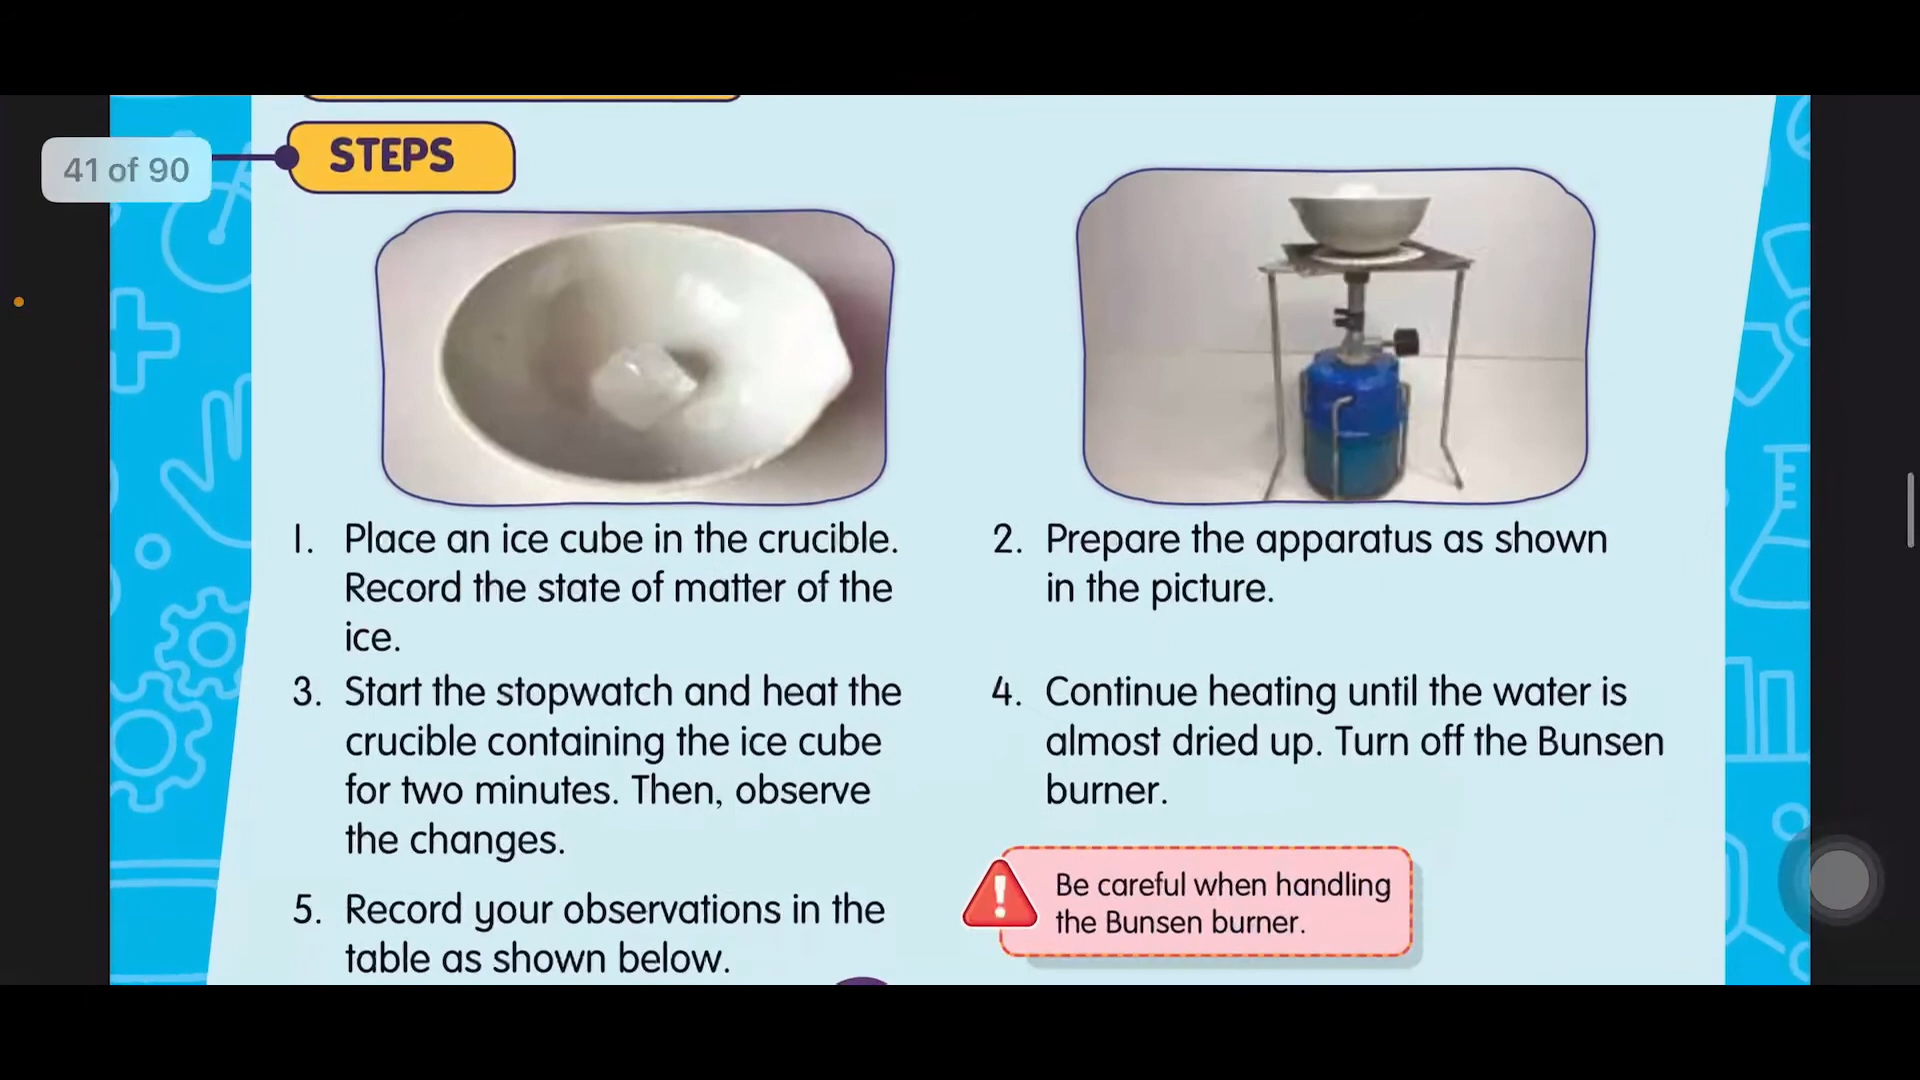 41 of 90
STEPS
1. Place an ice cube in the crucible.
Record the state of matter of the
ice.
2. Prepare the apparatus as shown
in the picture.
3. Start the stopwatch and heat the
crucible containing the ice cube
for two minutes. Then, observe
the changes.
4. Continue heating until the water is
almost dried up. Turn off the Bunsen
burner.
5. Record your observations in the
table as shown below.
!
Be careful when handling
the Bunsen burner.